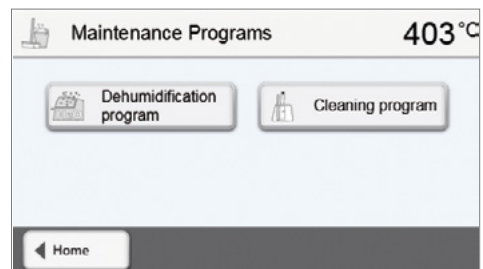 Maintenance Programs 403°C
Dehumidification
program
Cleaning program
Home